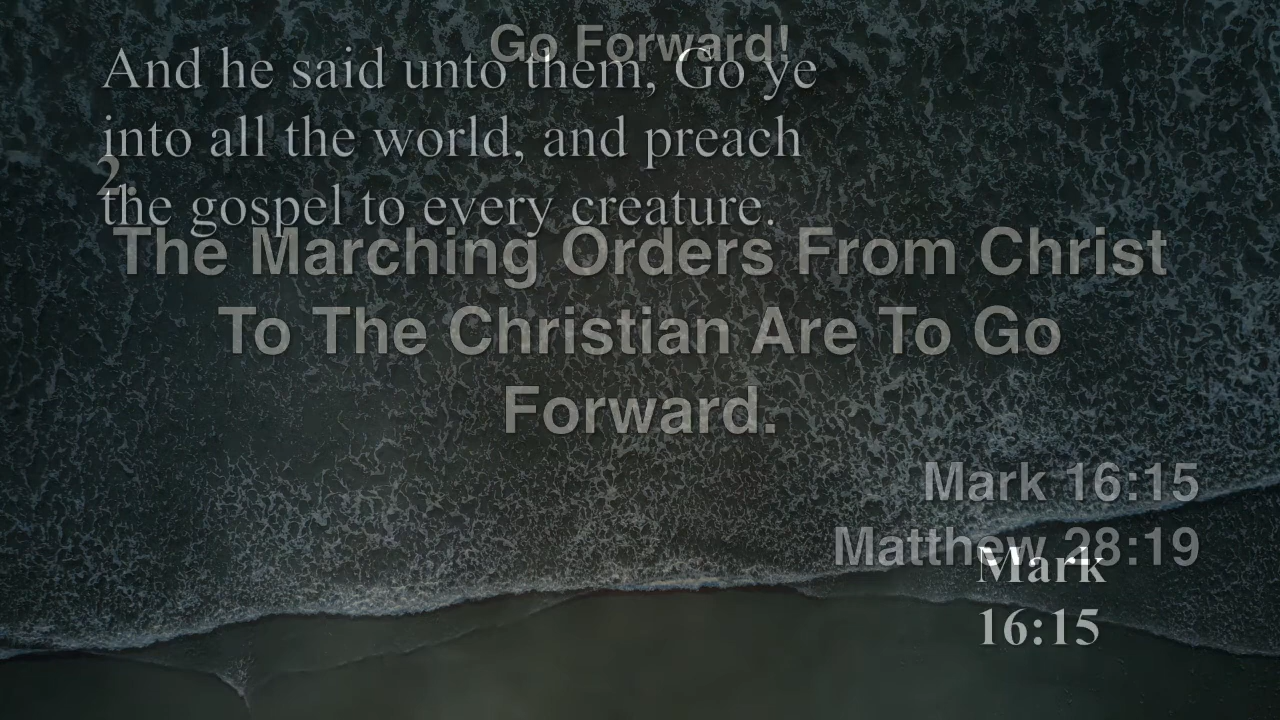 Go Forward!
And he said unto them, Go ye
into all the world, and preach
2.
the gospel to every creature.
The Marching Orders From Christ
To The Christian Are To Go
Forward.
Mark 16:15
Matthew 28:19
Mark
16:15